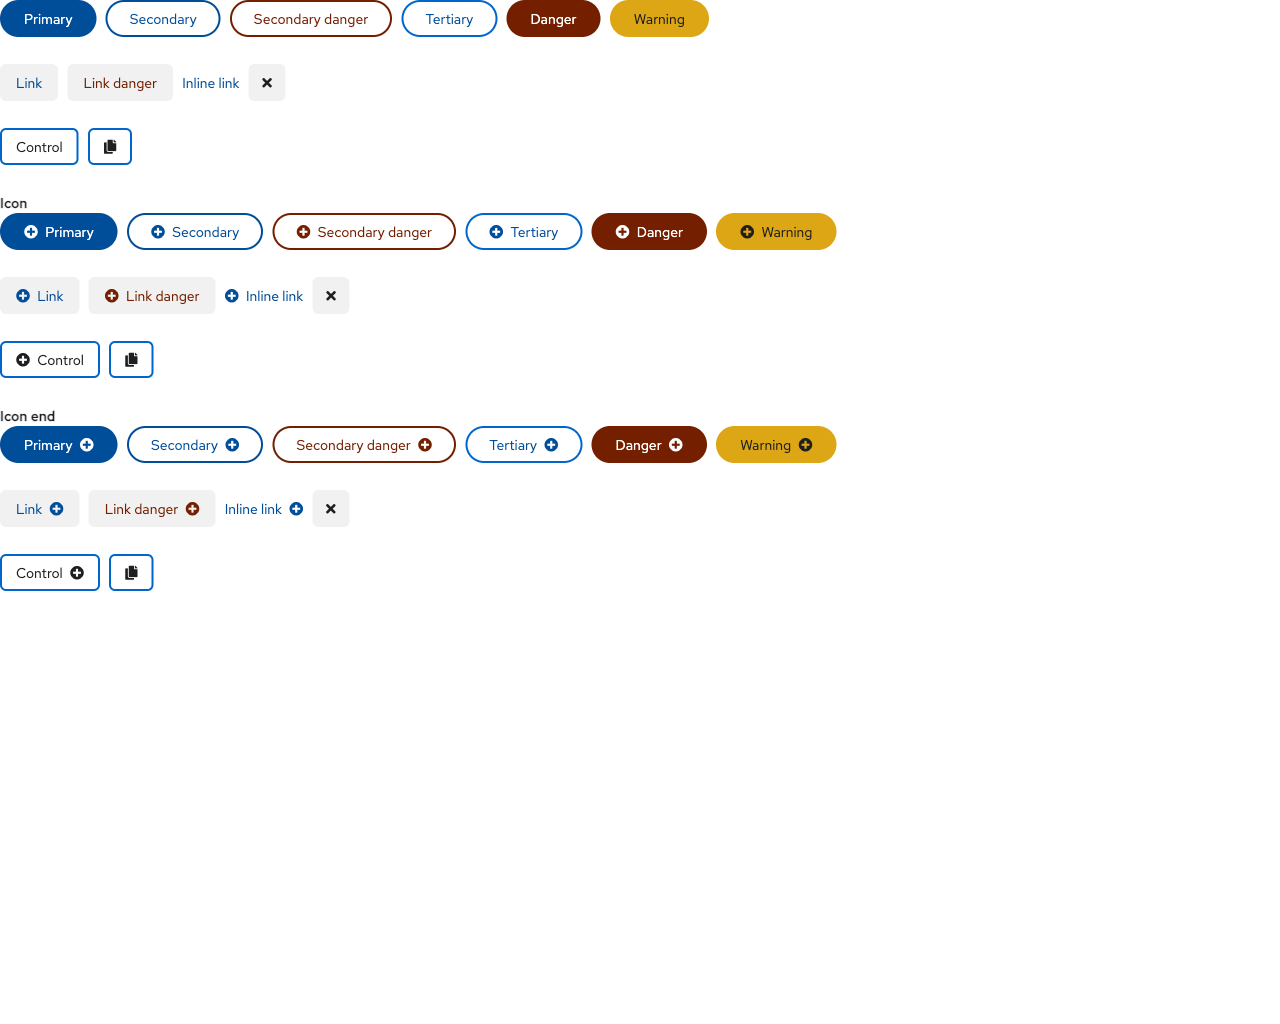 Primary Secondary Secondary danger Tertiary Danger Warning
Link Link danger Inline link
Control
Icon
Primary Secondary Secondary danger Tertiary Danger Warning
Link Link danger Inline link
Control
Icon end
Primary Secondary Secondary danger Tertiary Danger Warning
Link Link danger Inline link
Control